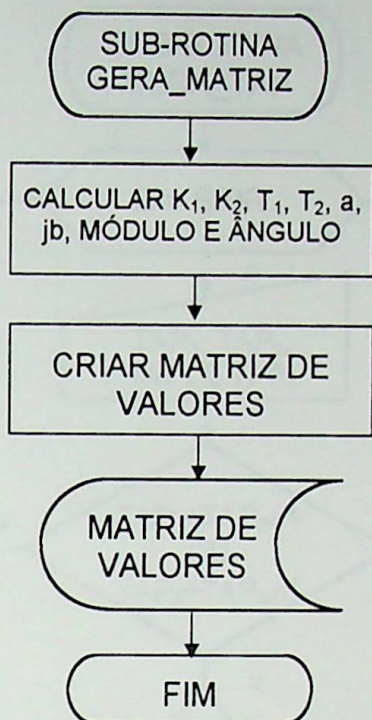 SUB-ROTINA
GERA_MATRIZ
CALCULAR K₁, K₂, T₁, T₂, a,
jb, MÓDULO E ÂNGULO
CRIAR MATRIZ DE
VALORES
MATRIZ DE
VALORES
FIM